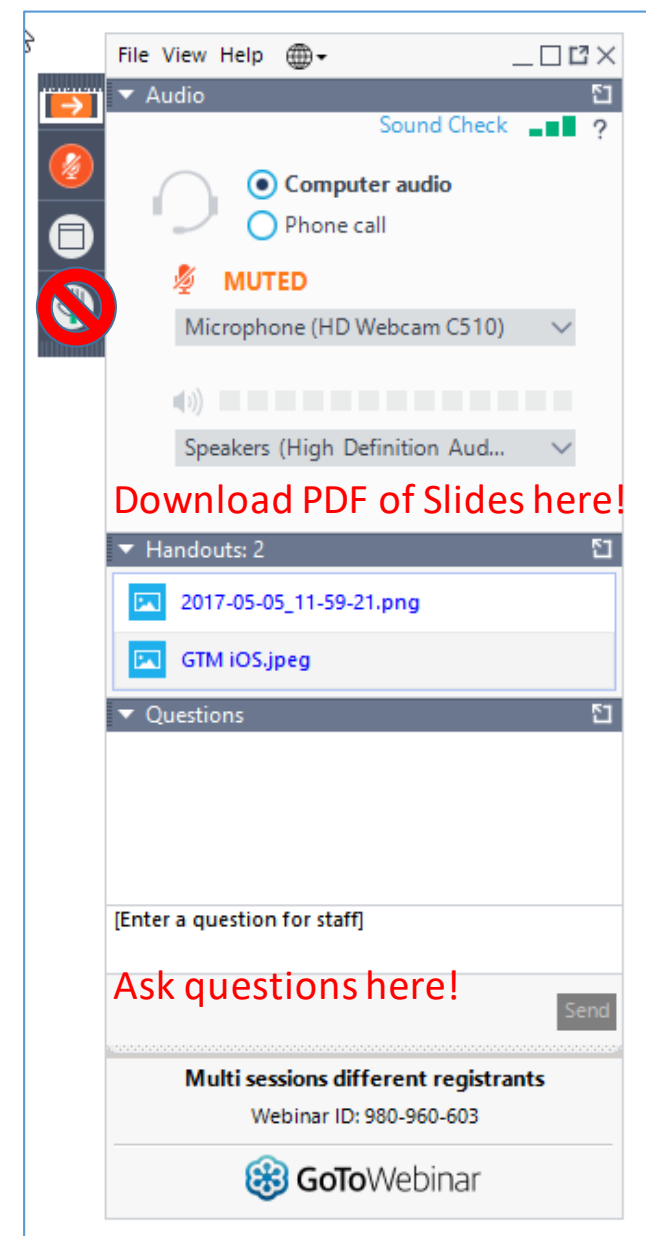 File View Help
Audio
Sound Check ?
Computer audio
Phone call
MUTED
Microphone (HD Webcam C510)
Speakers (High Definition Aud...
Download PDF of Slides here!
Handouts: 2
2017-05-05_11-59-21.png
GTM iOS.jpeg
Questions
[Enter a question for staff]
Ask questions here!
Send
Multi sessions different registrants
Webinar ID: 980-960-603
GoToWebinar